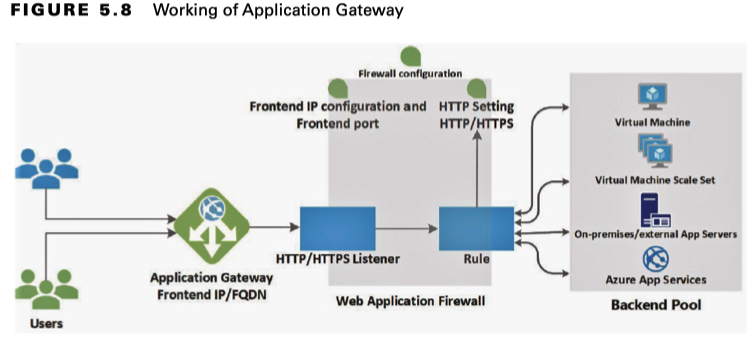 FIGURE 5.8 Working of Application Gateway
Firewall configuration
Frontend IP configuration and
Frontend port
HTTP Setting
HTTP/HTTPS
Virtual Machine
Virtual Machine Scale Set
On-premises/external App Servers
Azure App Services
Backend Pool
HTTP/HTTPS Listener
Rule
Web Application Firewall
Application Gateway
Frontend IP/FQDN
Users